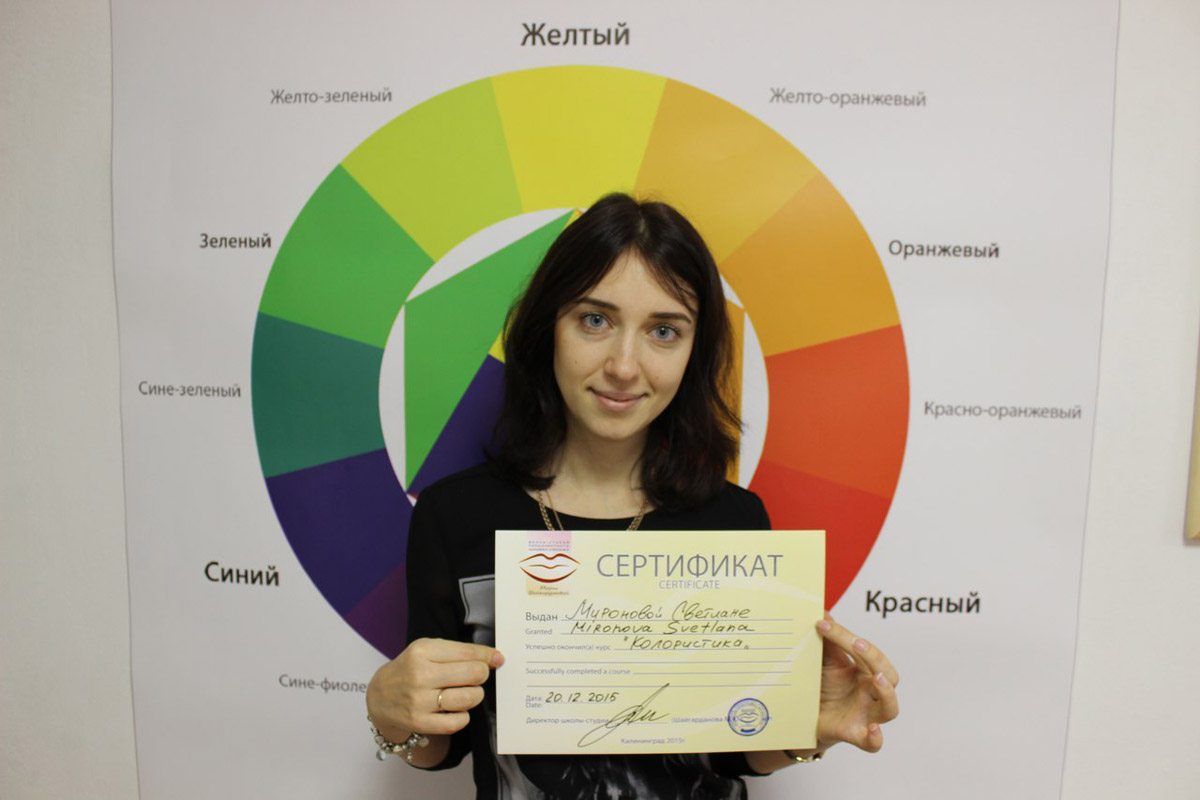 Желтый
Желто-зеленый
Желто-оранжевый
Зеленый
Оранжевый
Сине-зеленый
Красно-оранжевый
Синий
Красный
Сине-фиоле
СЕРТИФИКАТ
CERTIFICATE
Выдан Мироновой Светлане
Granted Mironova Svetlana
Успешно окончил(а) курс "Колористика"
Successfully completed a course
Дата: 20.12.2015
Date:
Директор школы-студии
Калининград 2015г